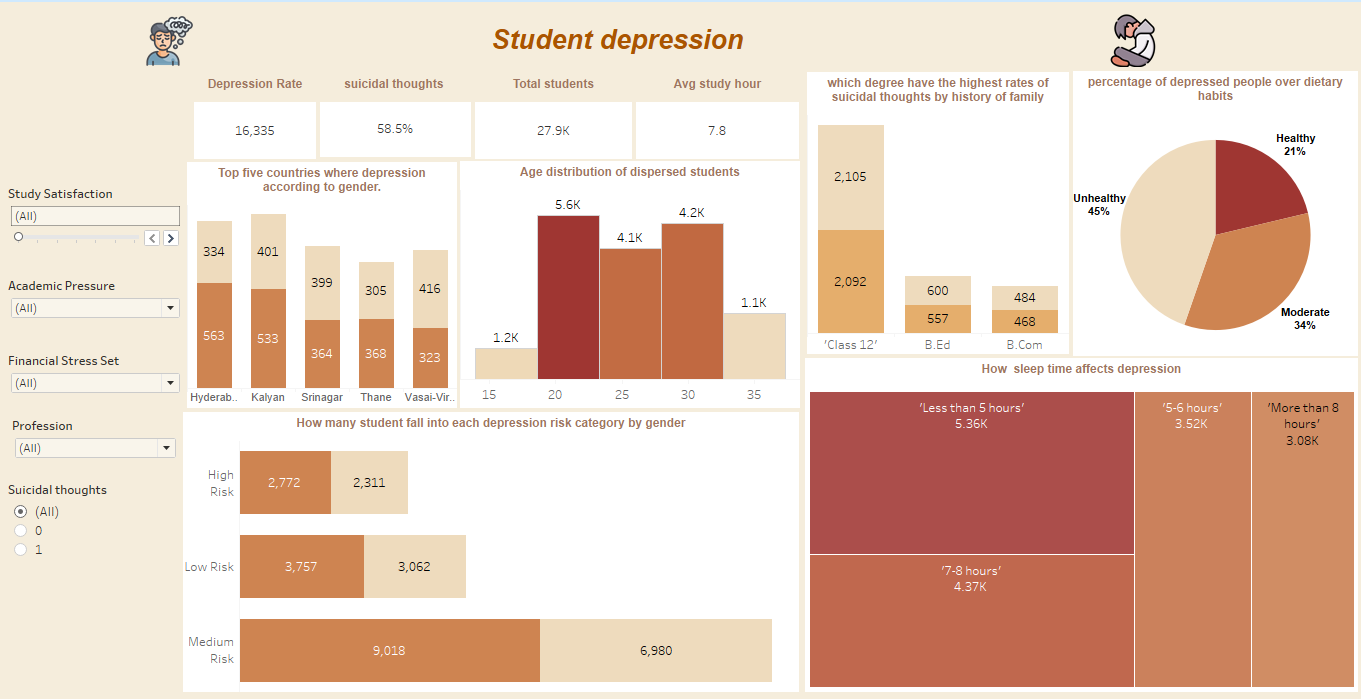 Student depression
Depression Rate
16,335
suicidal thoughts
58.5%
Total students
27.9K
Avg study hour
7.8
Study Satisfaction
(All)
Academic Pressure
(All)
Financial Stress Set
(All)
Profession
(All)
Suicidal thoughts
(All)
0
1
Top five countries where depression
according to gender.
334
401
399
305
416
563
533
364
368
323
Hyderab..
Kalyan
Srinagar
Thane
Vasai-Vir..
Age distribution of dispersed students
1.2K
5.6K
4.1K
4.2K
1.1K
15
20
25
30
35
which degree have the highest rates of
suicidal thoughts by history of family
2,105
2,092
600
557
484
468
'Class 12'
B.Ed
B.Com
percentage of depressed people over dietary
habits
Healthy
21%
Unhealthy
45%
Moderate
34%
How many student fall into each depression risk category by gender
High
Risk
2,772
2,311
Low Risk
3,757
3,062
Medium
Risk
9,018
6,980
How  sleep time affects depression
'Less than 5 hours'
5.36K
'7-8 hours'
4.37K
'5-6 hours'
3.52K
'More than 8
hours'
3.08K